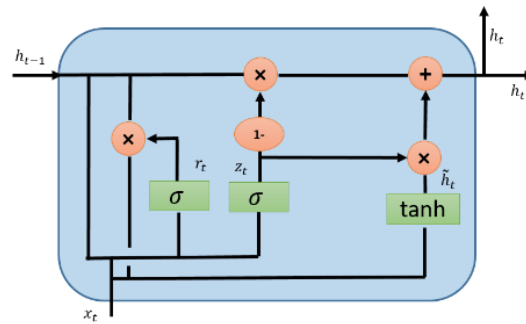 h_t
h_{t-1}
×
+
h_t
1-
×
r_t
z_t
×
h̃_t
σ
σ
tanh
x_t